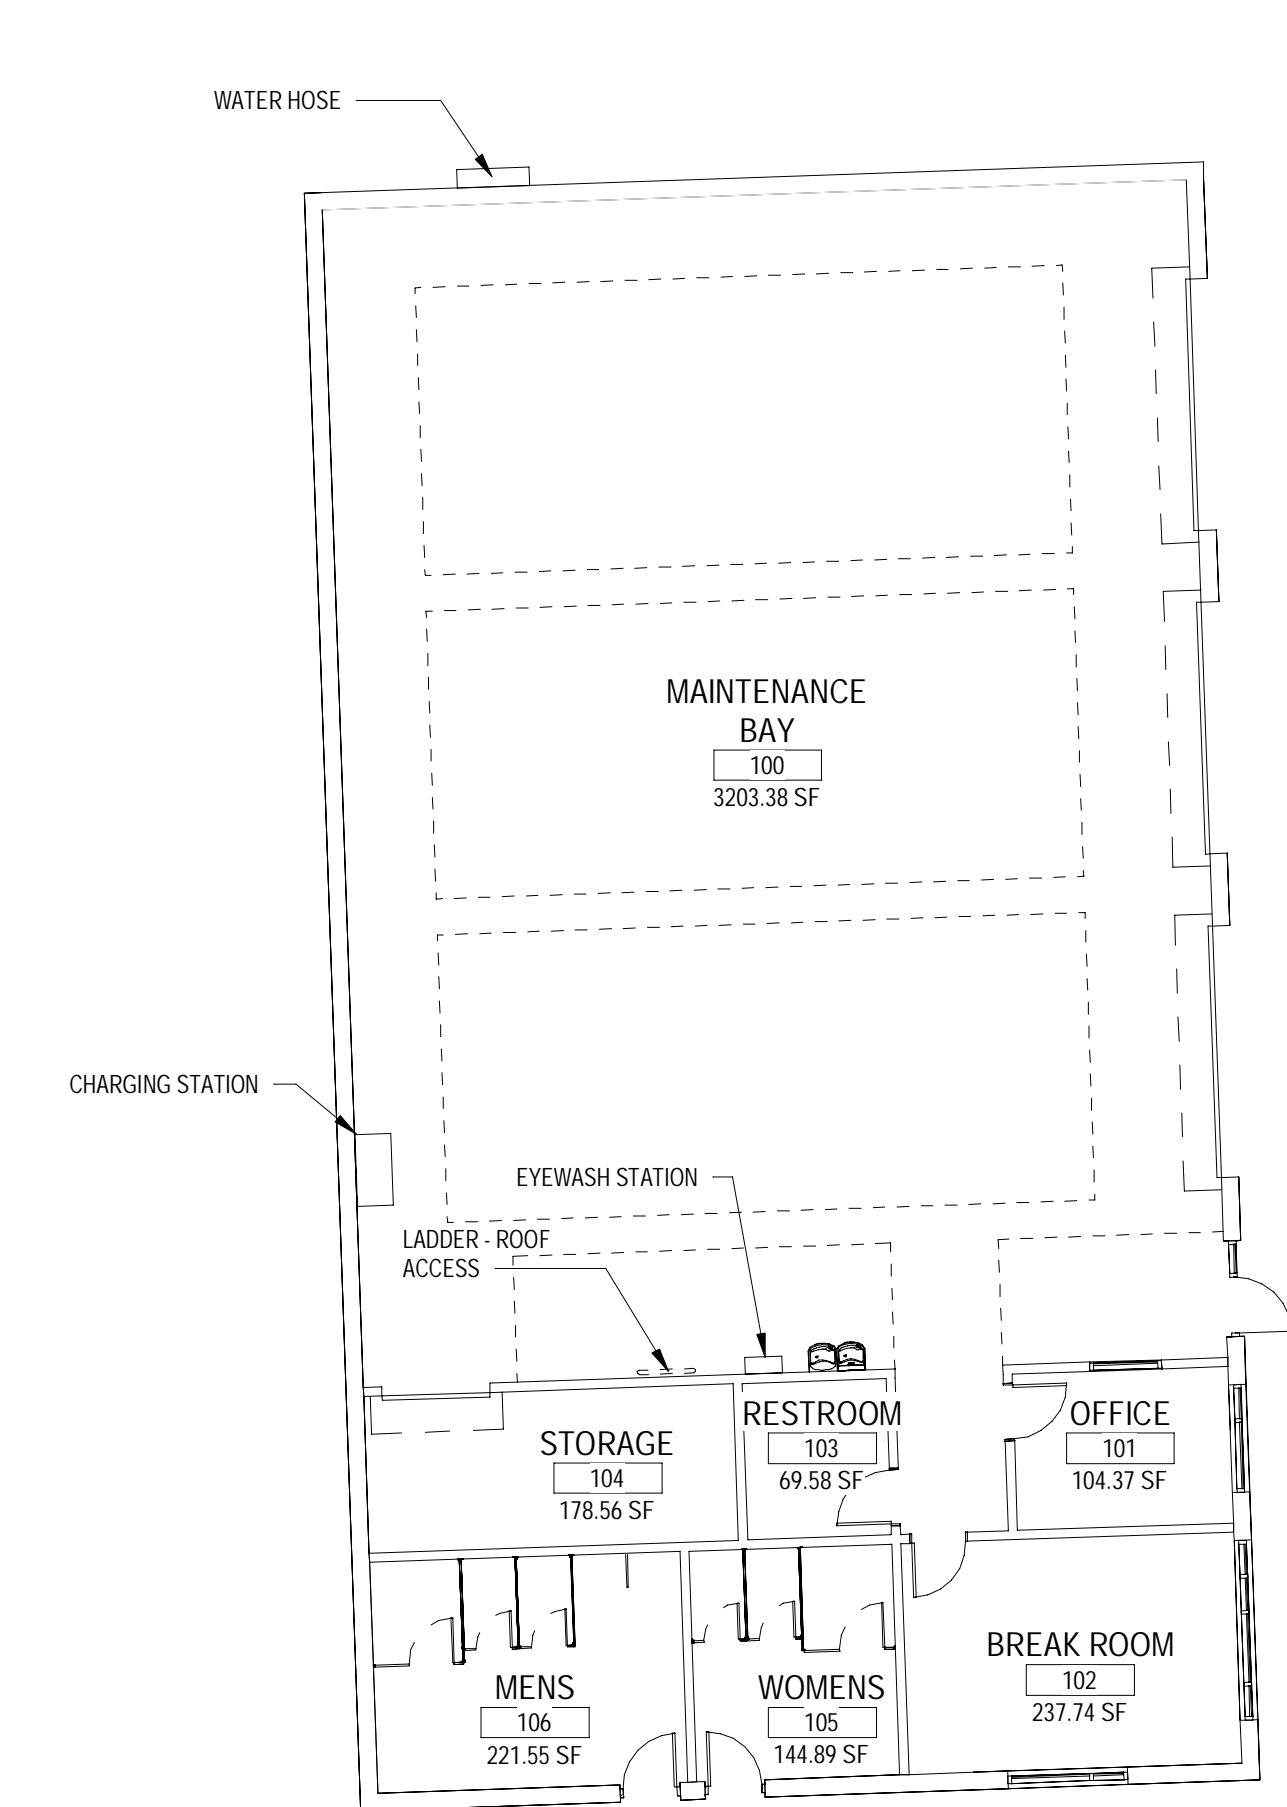 WATER HOSE
MAINTENANCE
BAY
100
3203.38 SF
CHARGING STATION
EYEWASH STATION
LADDER - ROOF
ACCESS
RESTROOM
103
69.58 SF
OFFICE
101
104.37 SF
STORAGE
104
178.56 SF
BREAK ROOM
102
237.74 SF
MENS
106
221.55 SF
WOMENS
105
144.89 SF